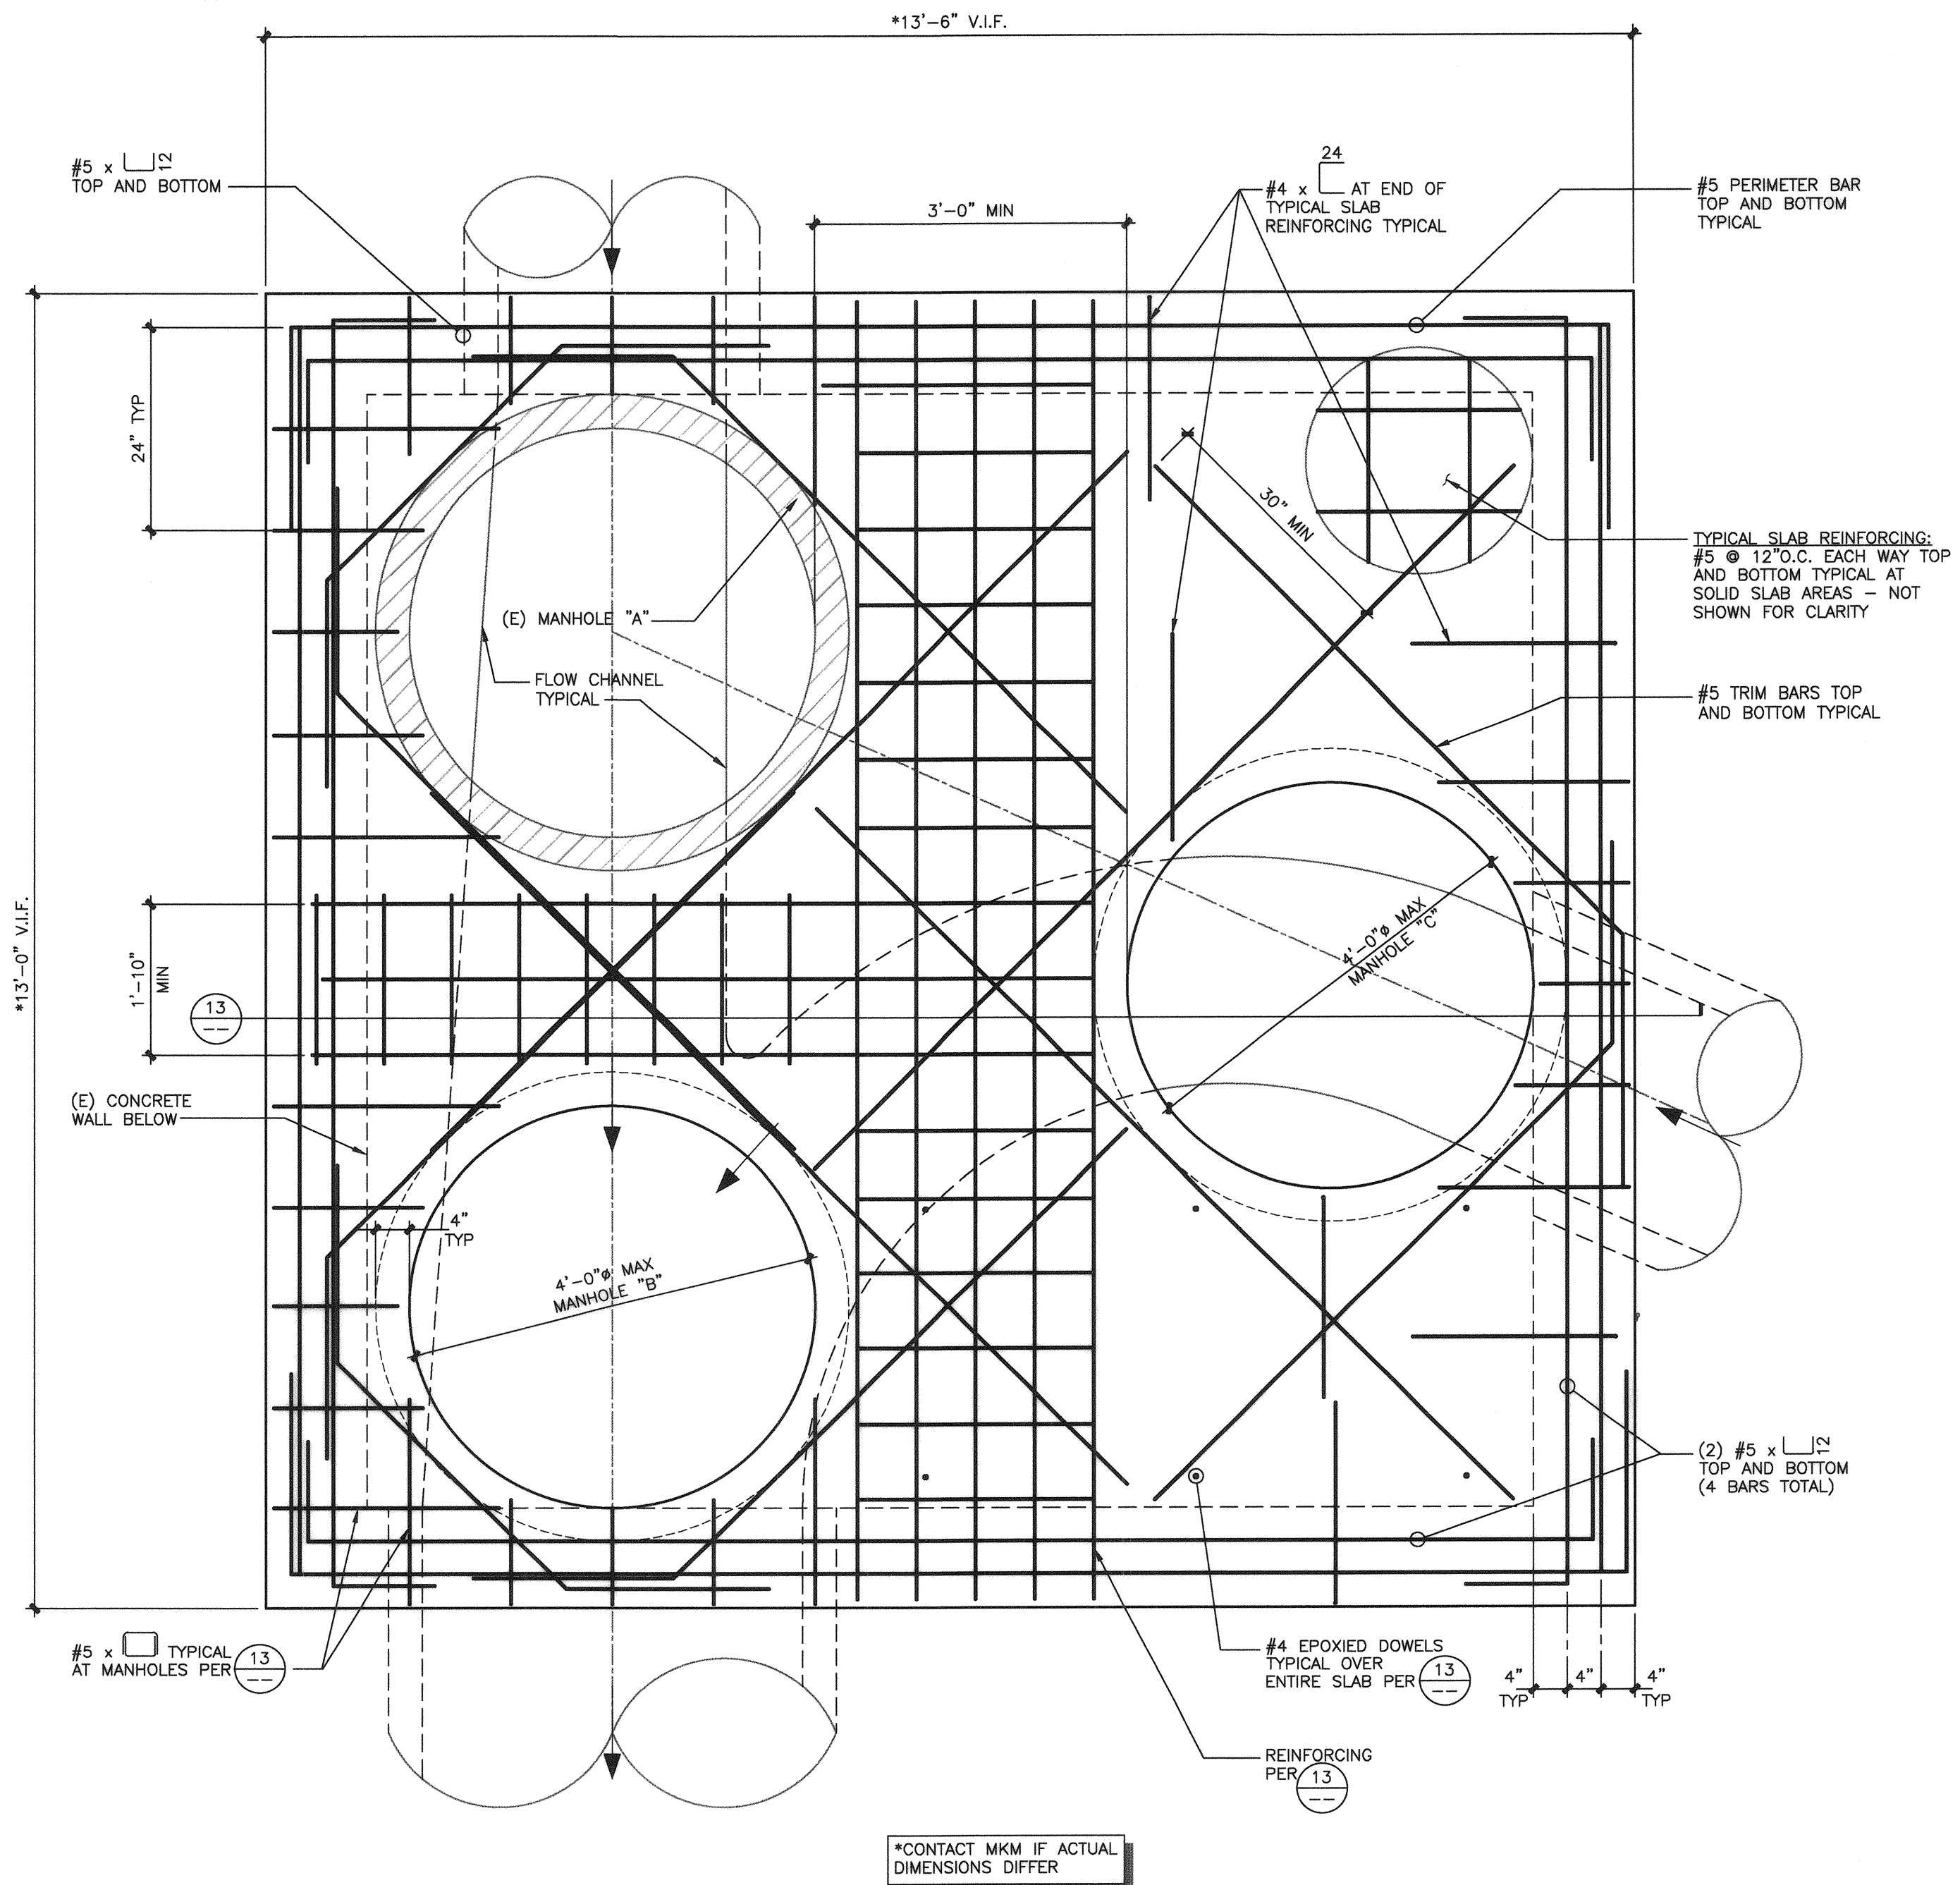 *13'-6" V.I.F.
#5 x 12
TOP AND BOTTOM
3'-0" MIN
24
#4 x AT END OF
TYPICAL SLAB
REINFORCING TYPICAL
#5 PERIMETER BAR
TOP AND BOTTOM
TYPICAL
24" TYP
30" MIN
TYPICAL SLAB REINFORCING:
#5 @ 12"O.C. EACH WAY TOP
AND BOTTOM TYPICAL AT
SOLID SLAB AREAS – NOT
SHOWN FOR CLARITY
(E) MANHOLE "A"
FLOW CHANNEL
TYPICAL
#5 TRIM BARS TOP
AND BOTTOM TYPICAL
*13'-0" V.I.F.
1'-10"
MIN
4'-0"ø MAX
MANHOLE "C"
13
--
(E) CONCRETE
WALL BELOW
4"
TYP
4'-0"ø MAX
MANHOLE "B"
(2) #5 x 12
TOP AND BOTTOM
(4 BARS TOTAL)
#5 x TYPICAL
AT MANHOLES PER 13
--
#4 EPOXIED DOWELS
TYPICAL OVER
ENTIRE SLAB PER 13
--
4"
TYP
4"
4"
TYP
REINFORCING
PER 13
--
*CONTACT MKM IF ACTUAL
DIMENSIONS DIFFER